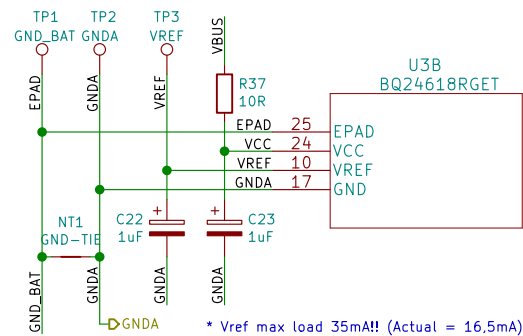 TP1
GND_BAT
TP2
GNDA
TP3
VREF
VBUS
EPAD
GNDA
VREF
R37
10R
U3B
BQ24618RGET
EPAD 25 EPAD
VCC 24 VCC
VREF 10 VREF
GNDA 17 GND
NT1
GND-TIE
C22
1uF
C23
1uF
GND_BAT
GNDA
GNDA
GNDA
GNDA
* Vref max load 35mA!! (Actual = 16,5mA)